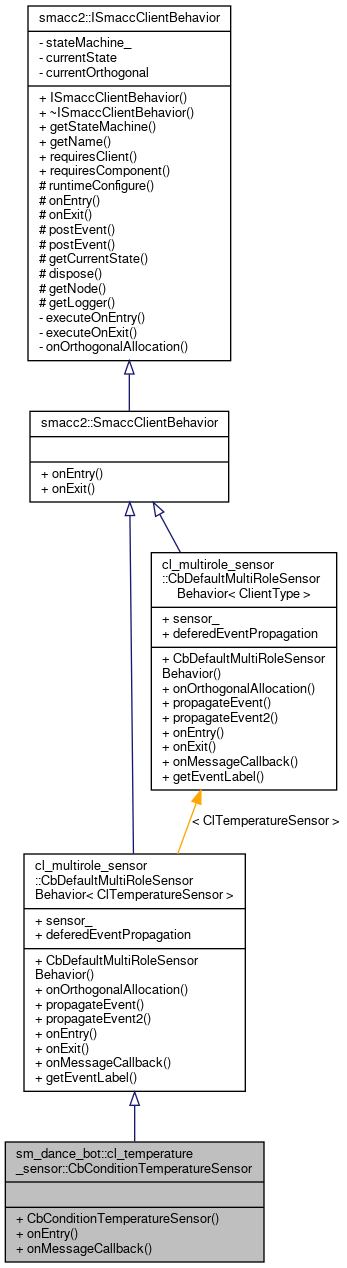 smacc2::ISmaccClientBehavior
- stateMachine_
- currentState
- currentOrthogonal
+ ISmaccClientBehavior()
+ ~ISmaccClientBehavior()
+ getStateMachine()
+ getName()
+ requiresClient()
+ requiresComponent()
# runtimeConfigure()
# onEntry()
# onExit()
# postEvent()
# postEvent()
# getCurrentState()
# dispose()
# getNode()
# getLogger()
- executeOnEntry()
- executeOnExit()
- onOrthogonalAllocation()
smacc2::SmaccClientBehavior
+ onEntry()
+ onExit()
cl_multirole_sensor
::CbDefaultMultiRoleSensor
Behavior< ClientType >
+ sensor_
+ deferedEventPropagation
+ CbDefaultMultiRoleSensor
Behavior()
+ onOrthogonalAllocation()
+ propagateEvent()
+ propagateEvent2()
+ onEntry()
+ onExit()
+ onMessageCallback()
+ getEventLabel()
< ClTemperatureSensor >
cl_multirole_sensor
::CbDefaultMultiRoleSensor
Behavior< ClTemperatureSensor >
+ sensor_
+ deferedEventPropagation
+ CbDefaultMultiRoleSensor
Behavior()
+ onOrthogonalAllocation()
+ propagateEvent()
+ propagateEvent2()
+ onEntry()
+ onExit()
+ onMessageCallback()
+ getEventLabel()
sm_dance_bot::cl_temperature
_sensor::CbConditionTemperatureSensor
+ CbConditionTemperatureSensor()
+ onEntry()
+ onMessageCallback()